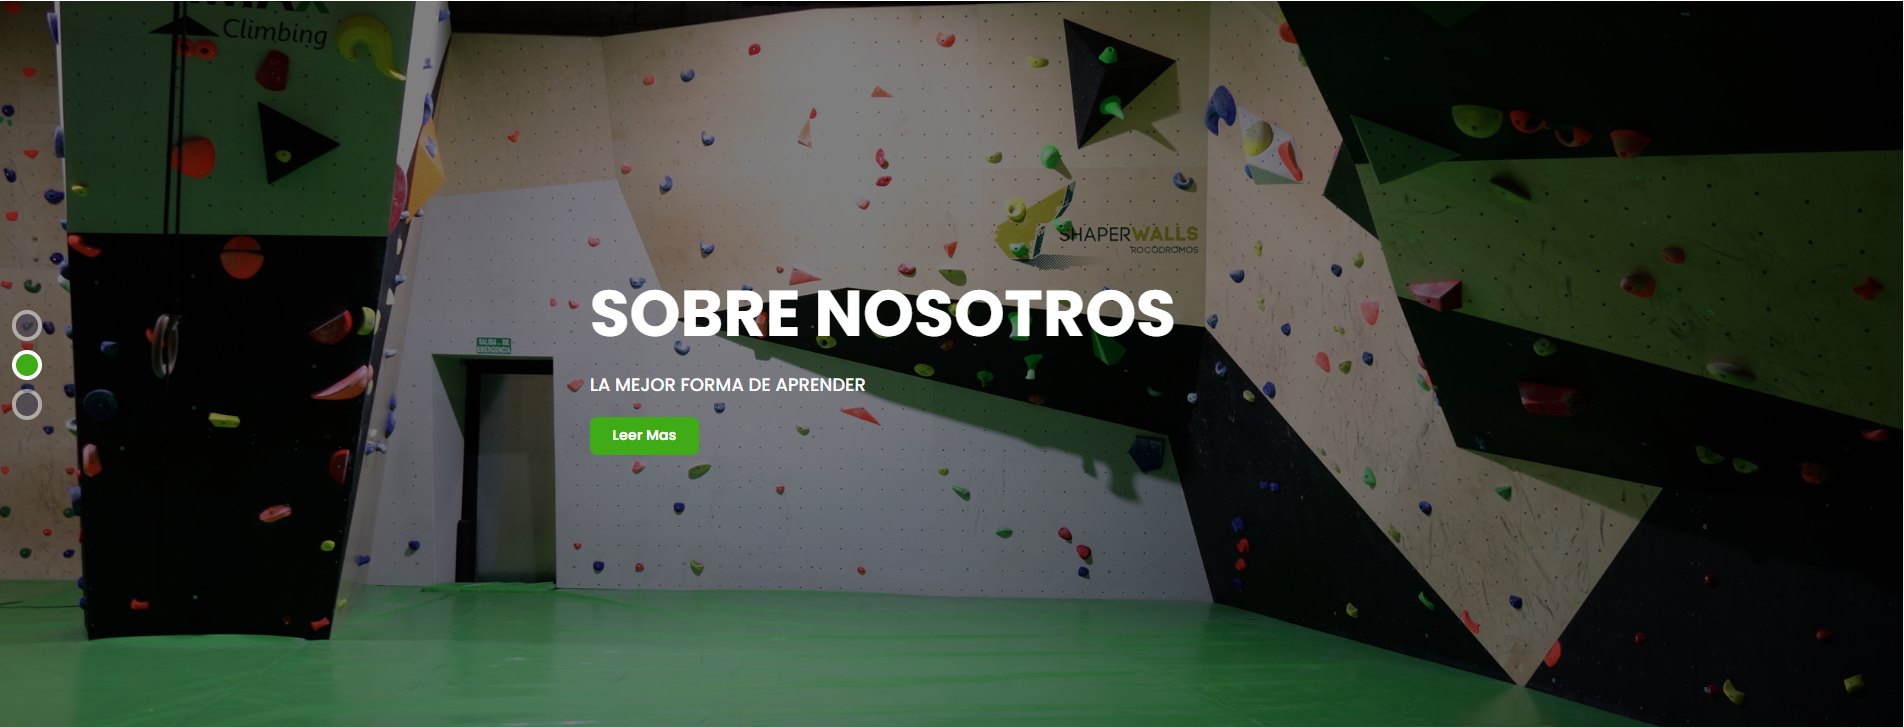 Climbing
SHAPERWALLS
ROCÓDROMOS
SOBRE NOSOTROS
SALIDA DE
EMERGENCIA
LA MEJOR FORMA DE APRENDER
Leer Mas